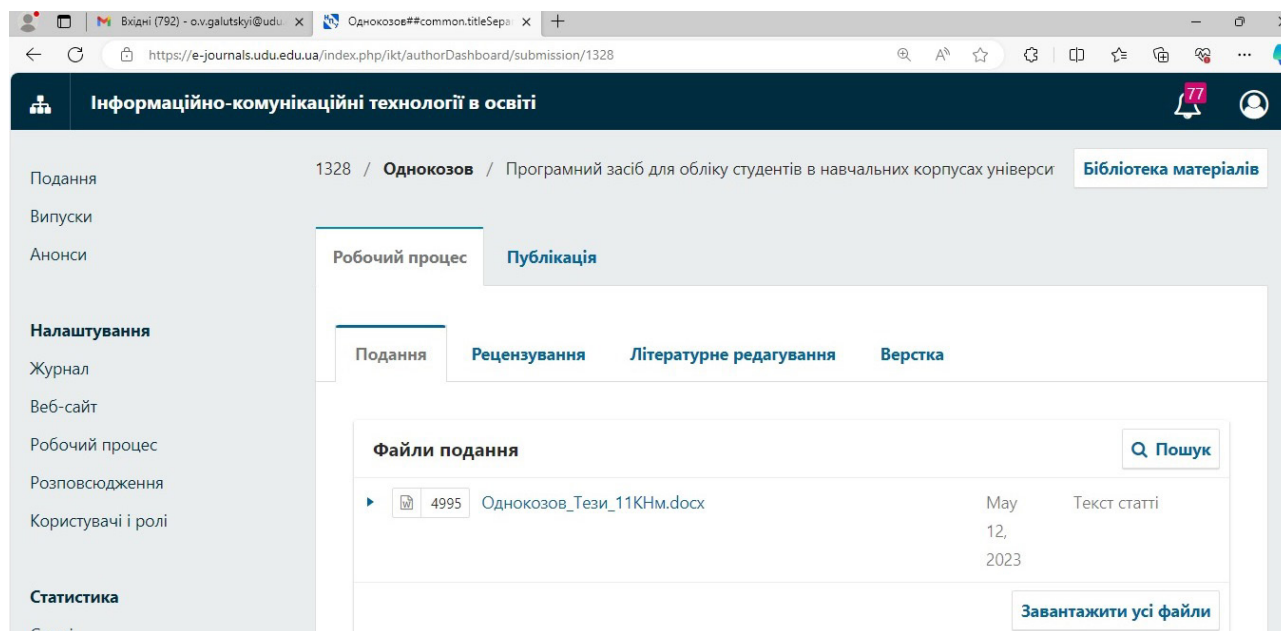 Вхідні (792) - o.v.galutskyi@udu.
Однокозов##common.titleSepa
https://e-journals.udu.edu.ua/index.php/ikt/authorDashboard/submission/1328
Інформаційно-комунікаційні технології в освіті
77
1328 / Однокозов / Програмний засіб для обліку студентів в навчальних корпусах універси
Бібліотека матеріалів
Подання
Випуски
Анонси
Налаштування
Журнал
Веб-сайт
Робочий процес
Розповсюдження
Користувачі і ролі
Статистика
Робочий процес
Публікація
Подання
Рецензування
Літературне редагування
Верстка
Файли подання
Пошук
4995
Однокозов_Тези_11КНм.docx
May
12,
2023
Текст статті
Завантажити усі файли